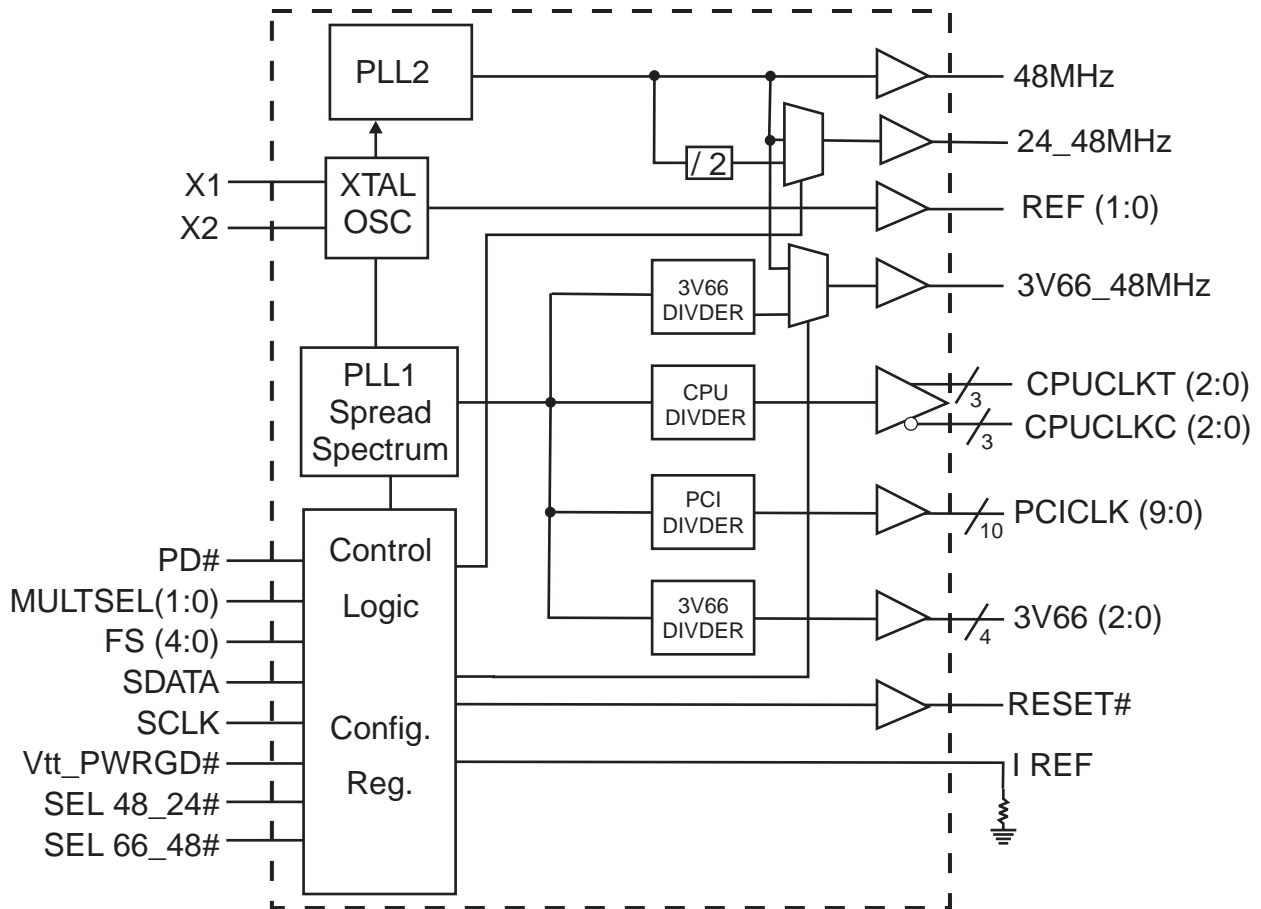 PLL2
48MHz
24_48MHz
/ 2
X1
X2
XTAL
OSC
REF (1:0)
3V66
DIVDER
3V66_48MHz
PLL1
Spread
Spectrum
CPU
DIVDER
3
CPUCLKT (2:0)
3
CPUCLKC (2:0)
PCI
DIVDER
10
PCICLK (9:0)
3V66
DIVDER
4
3V66 (2:0)
PD#
MULTSEL(1:0)
FS (4:0)
SDATA
SCLK
Vtt_PWRGD#
SEL 48_24#
SEL 66_48#
Control
Logic
Config.
Reg.
RESET#
I REF